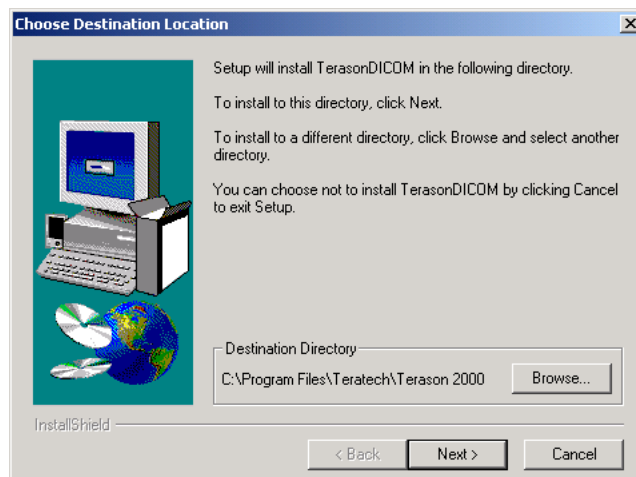 Choose Destination Location
Setup will install TerasonDICOM in the following directory.
To install to this directory, click Next.
To install to a different directory, click Browse and select another
directory.
You can choose not to install TerasonDICOM by clicking Cancel
to exit Setup.
Destination Directory
C:\Program Files\Teratech\Terason 2000
Browse...
InstallShield
< Back
Next >
Cancel